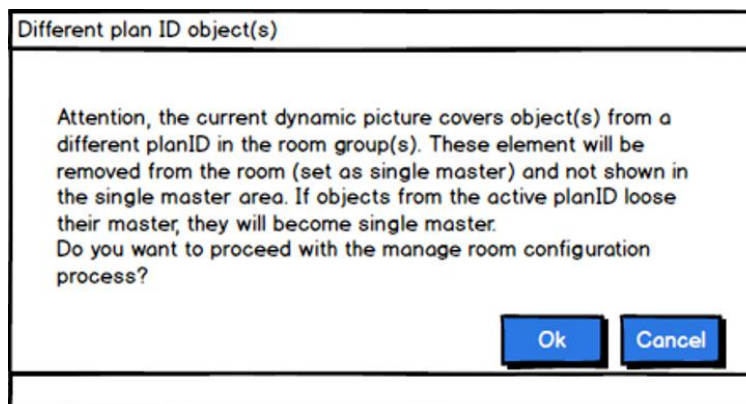 Different plan ID object(s)
Attention, the current dynamic picture covers object(s) from a
different planID in the room group(s). These element will be
removed from the room (set as single master) and not shown in
the single master area. If objects from the active planID loose
their master, they will become single master.
Do you want to proceed with the manage room configuration
process?
Ok
Cancel